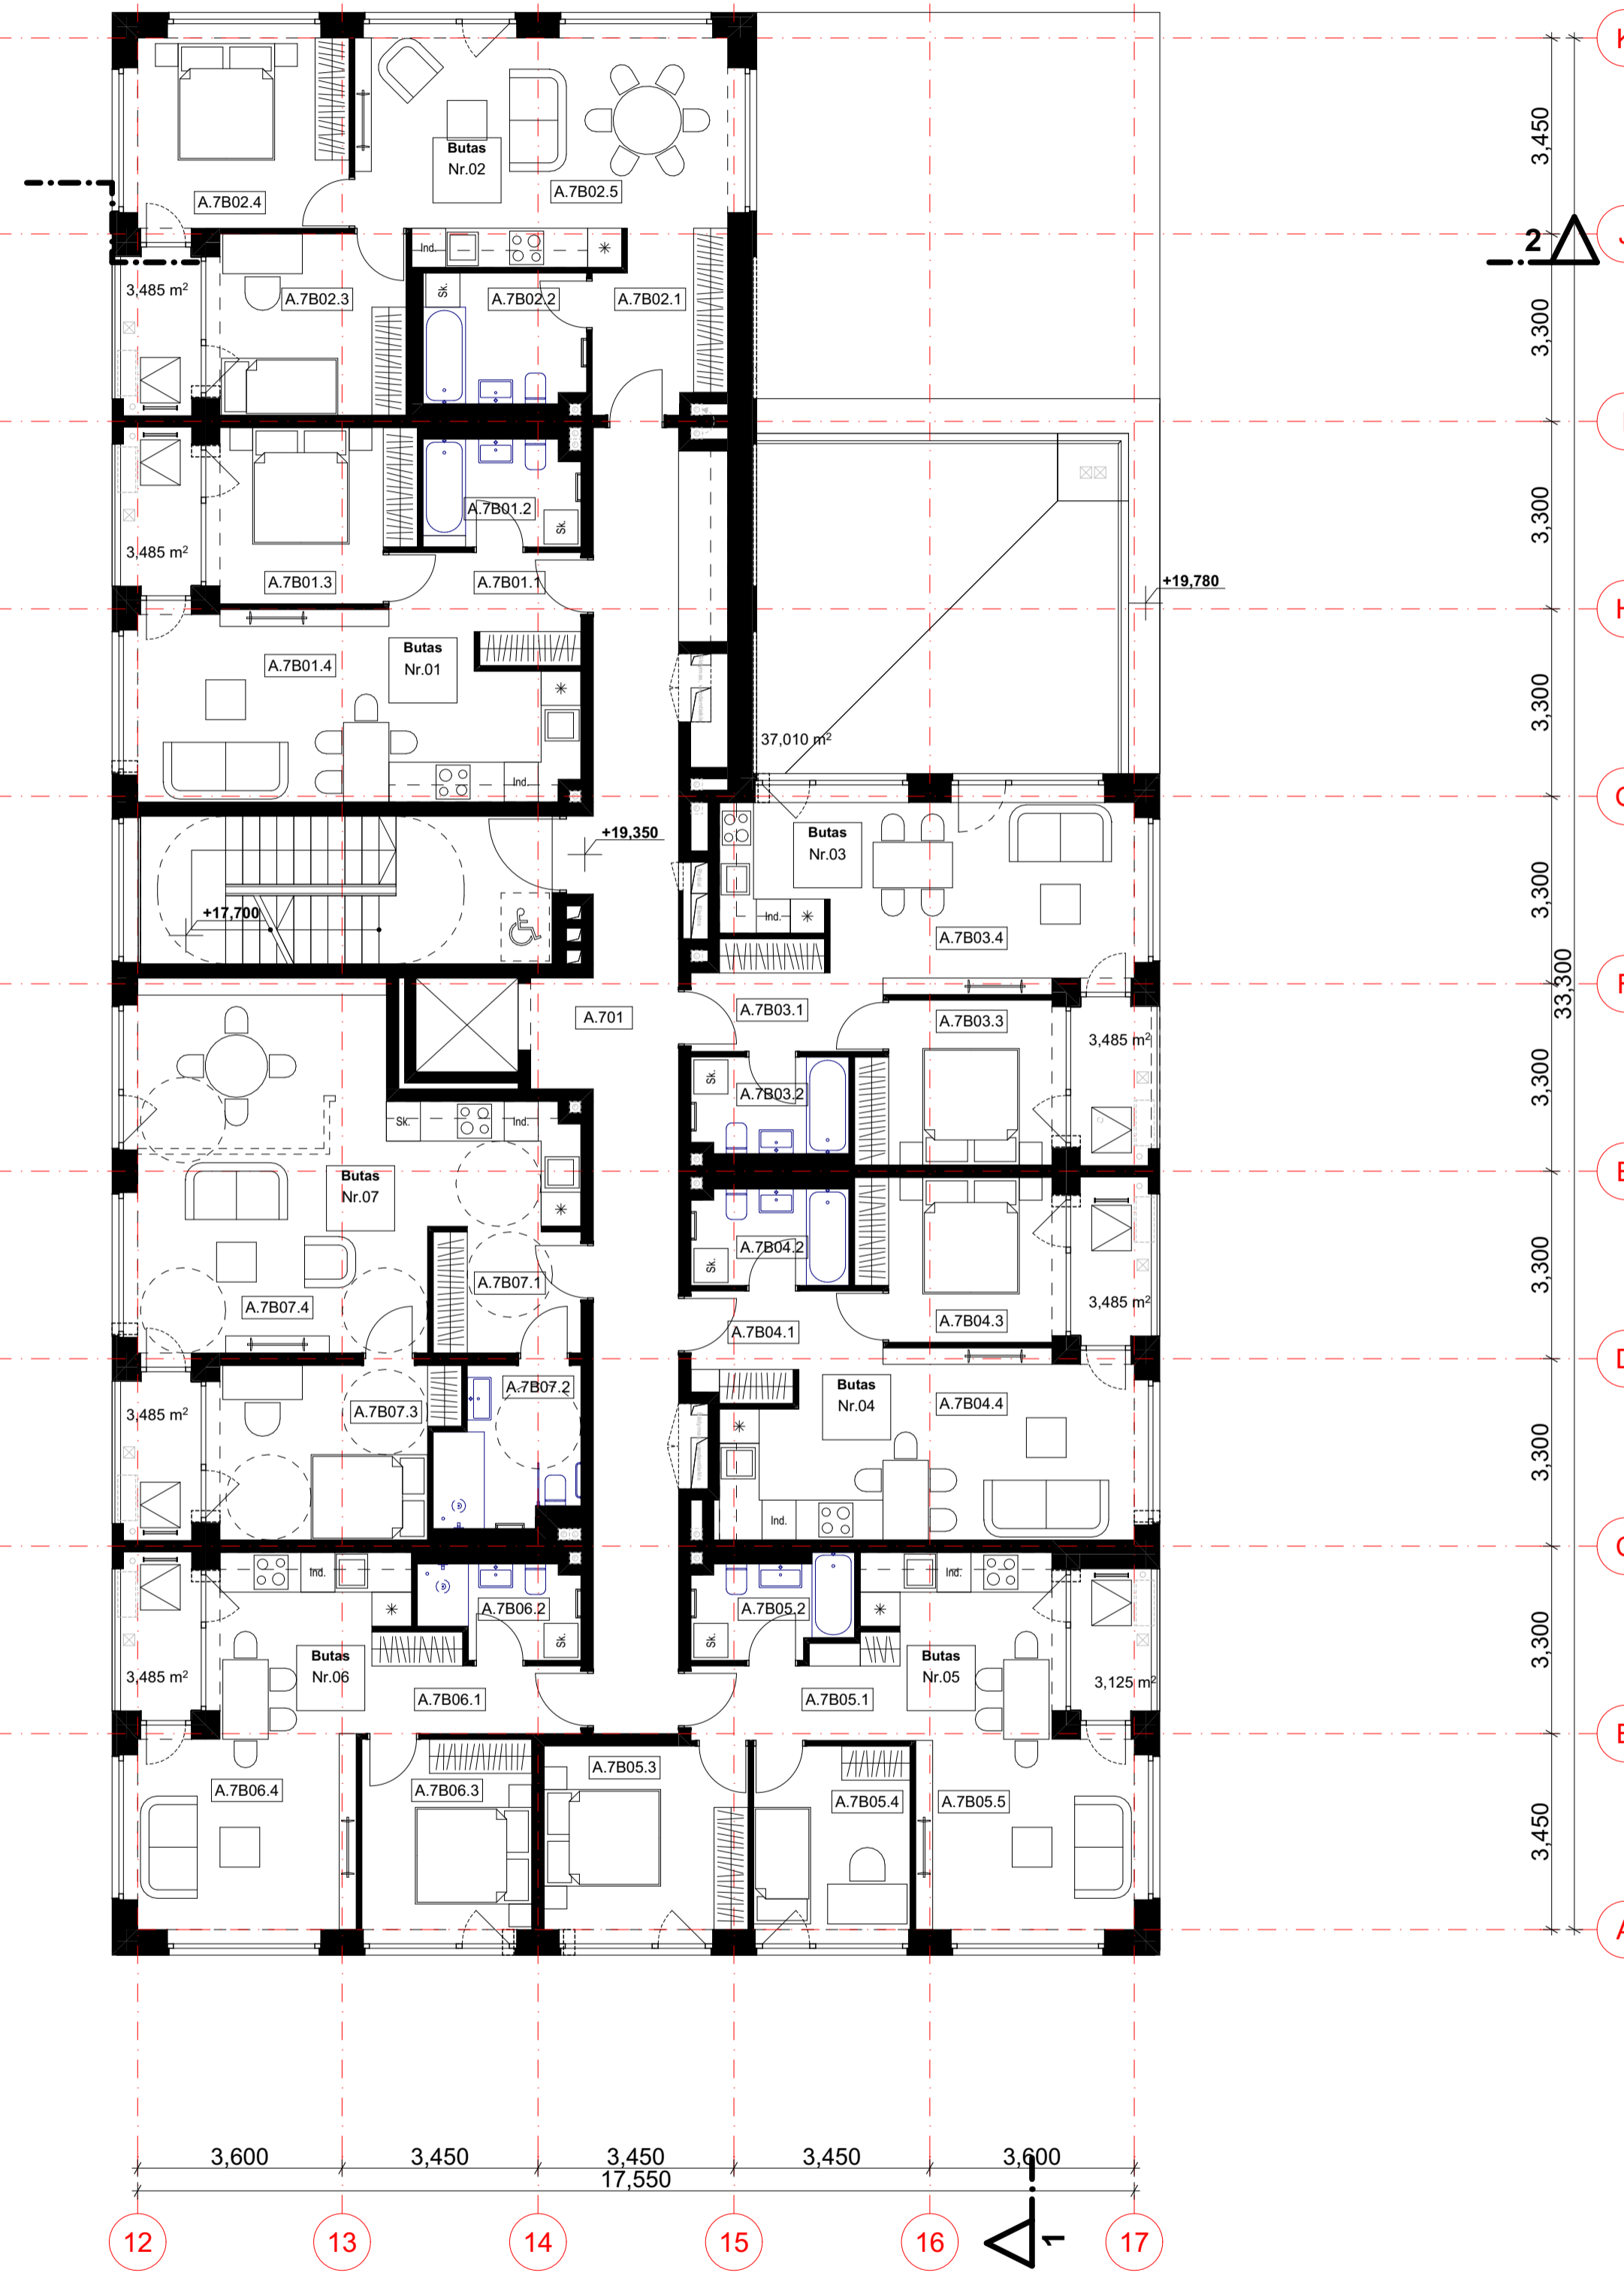 K
3,450
Butas
Nr.02
A.7B02.5
A.7B02.4
J
2
Ind.
3,485 m²
A.7B02.3
Sk.
A.7B02.2
A.7B02.1
3,300
A.7B01.2
Sk.
3,300
3,485 m²
A.7B01.3
A.7B01.1
+19,780
H
Butas
Nr.01
A.7B01.4
3,300
37,010 m²
Ind.
G
+19,350
Butas
Nr.03
3,300
+17,700
Ind.
A.7B03.4
F
33,300
A.701
A.7B03.1
A.7B03.3
3,485 m²
3,300
Sk.
A.7B03.2
Sk.
Ind.
E
Butas
Nr.07
A.7B04.2
Sk.
3,300
A.7B07.1
A.7B07.4
3,485 m²
A.7B04.1
A.7B04.3
D
A.7B07.2
Butas
Nr.04
A.7B04.4
3,485 m²
A.7B07.3
3,300
Ind.
C
Ind.
Ind.
A.7B06.2
A.7B05.2
Sk.
Sk.
3,300
Butas
Nr.06
Butas
Nr.05
3,485 m²
3,125 m²
A.7B06.1
A.7B05.1
B
A.7B05.3
A.7B06.4
A.7B06.3
A.7B05.4
A.7B05.5
3,450
A
3,600
3,450
3,450
3,450
3,600
17,550
1
12
13
14
15
16
17